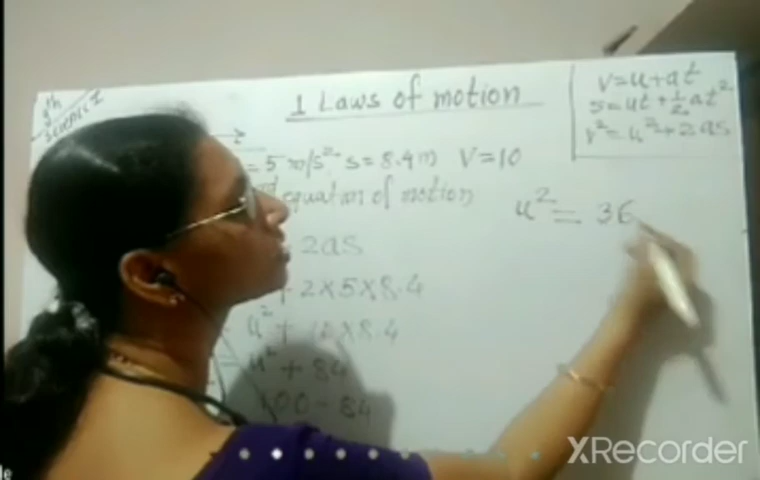 9th
Science I
1 Laws of motion
v=u+at
s=ut+½at²
v²=u²+2as
=5 m/s² s=8.4m V=10
equation of motion
2as
+ 2×5×8.4
u² + 10×8.4
u² + 84
100-84
u² = 36
XRecorder